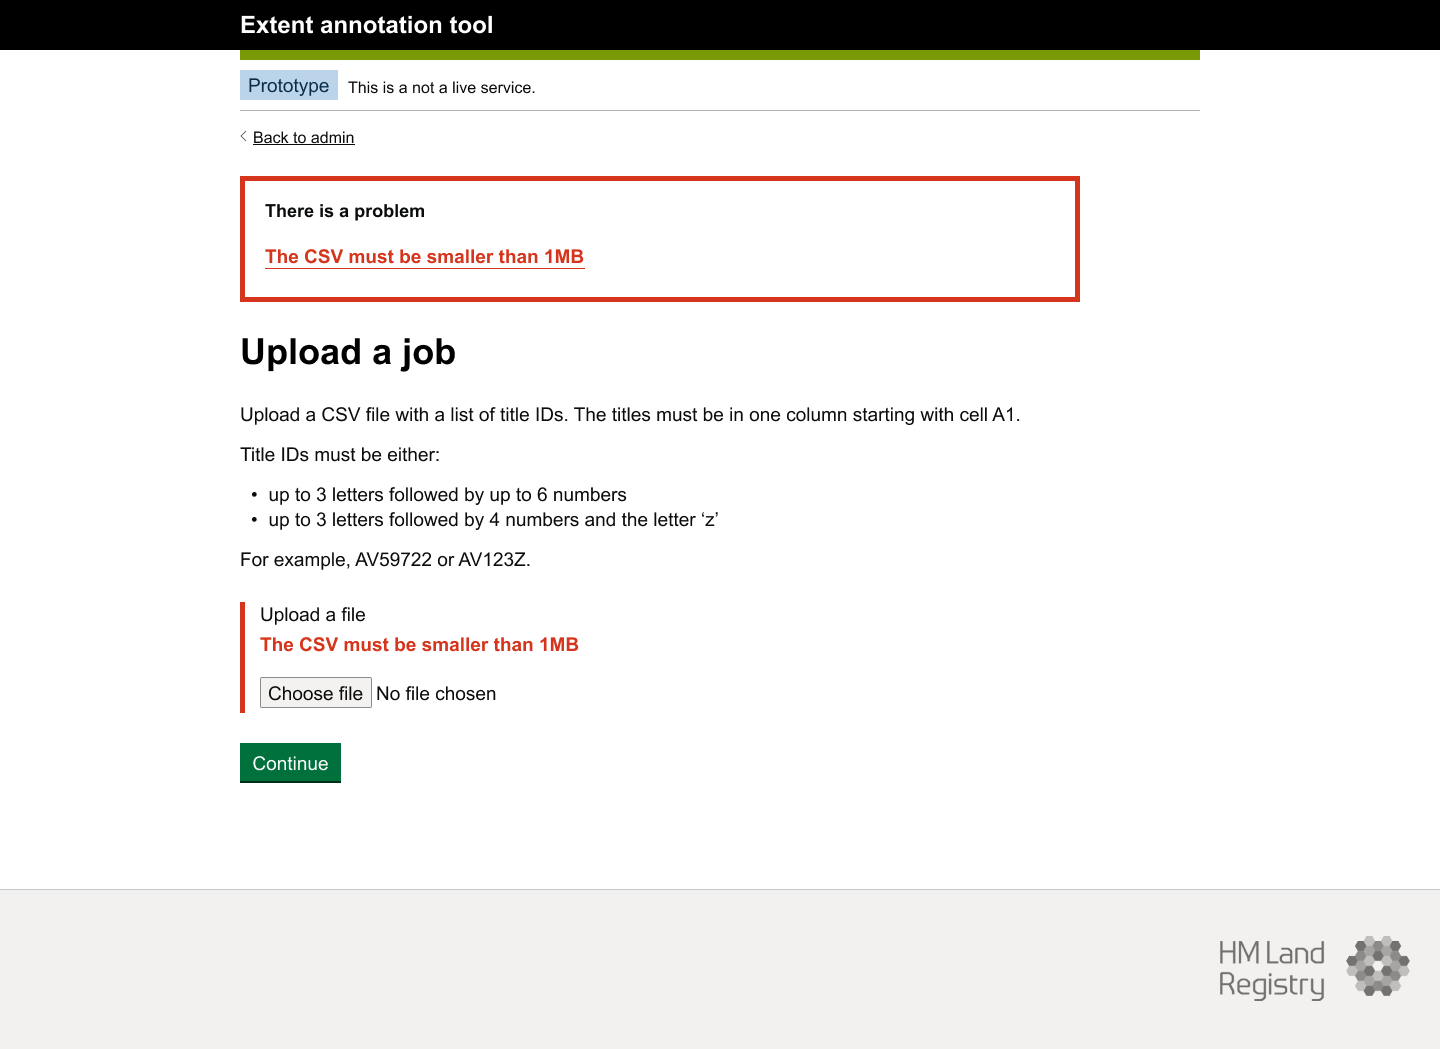 Extent annotation tool
Prototype This is a not a live service.
Back to admin
There is a problem
The CSV must be smaller than 1MB
Upload a job
Upload a CSV file with a list of title IDs. The titles must be in one column starting with cell A1.
Title IDs must be either:
• up to 3 letters followed by up to 6 numbers
• up to 3 letters followed by 4 numbers and the letter ‘z’
For example, AV59722 or AV123Z.
Upload a file
The CSV must be smaller than 1MB
Choose file No file chosen
Continue
HM Land
Registry